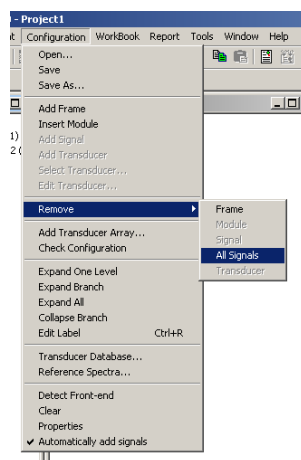 - Project1
Configuration WorkBook Report Tools Window Help
Open...
Save
Save As...
Add Frame
Insert Module
Add Signal
Add Transducer
Select Transducer...
Edit Transducer...
Remove
Frame
Module
Signal
All Signals
Transducer
Add Transducer Array...
Check Configuration
Expand One Level
Expand Branch
Expand All
Collapse Branch
Edit Label Ctrl+R
Transducer Database...
Reference Spectra...
Detect Front-end
Clear
Properties
Automatically add signals
1)
2 (